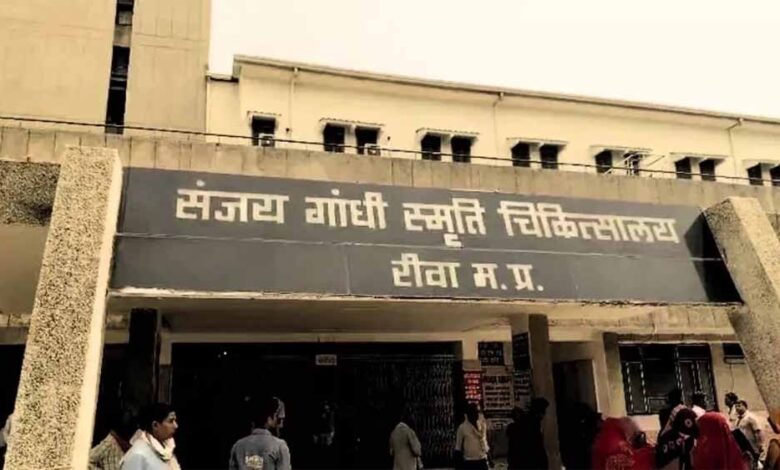 संजय गांधी स्मृति चिकित्सालय
रीवा म.प्र.